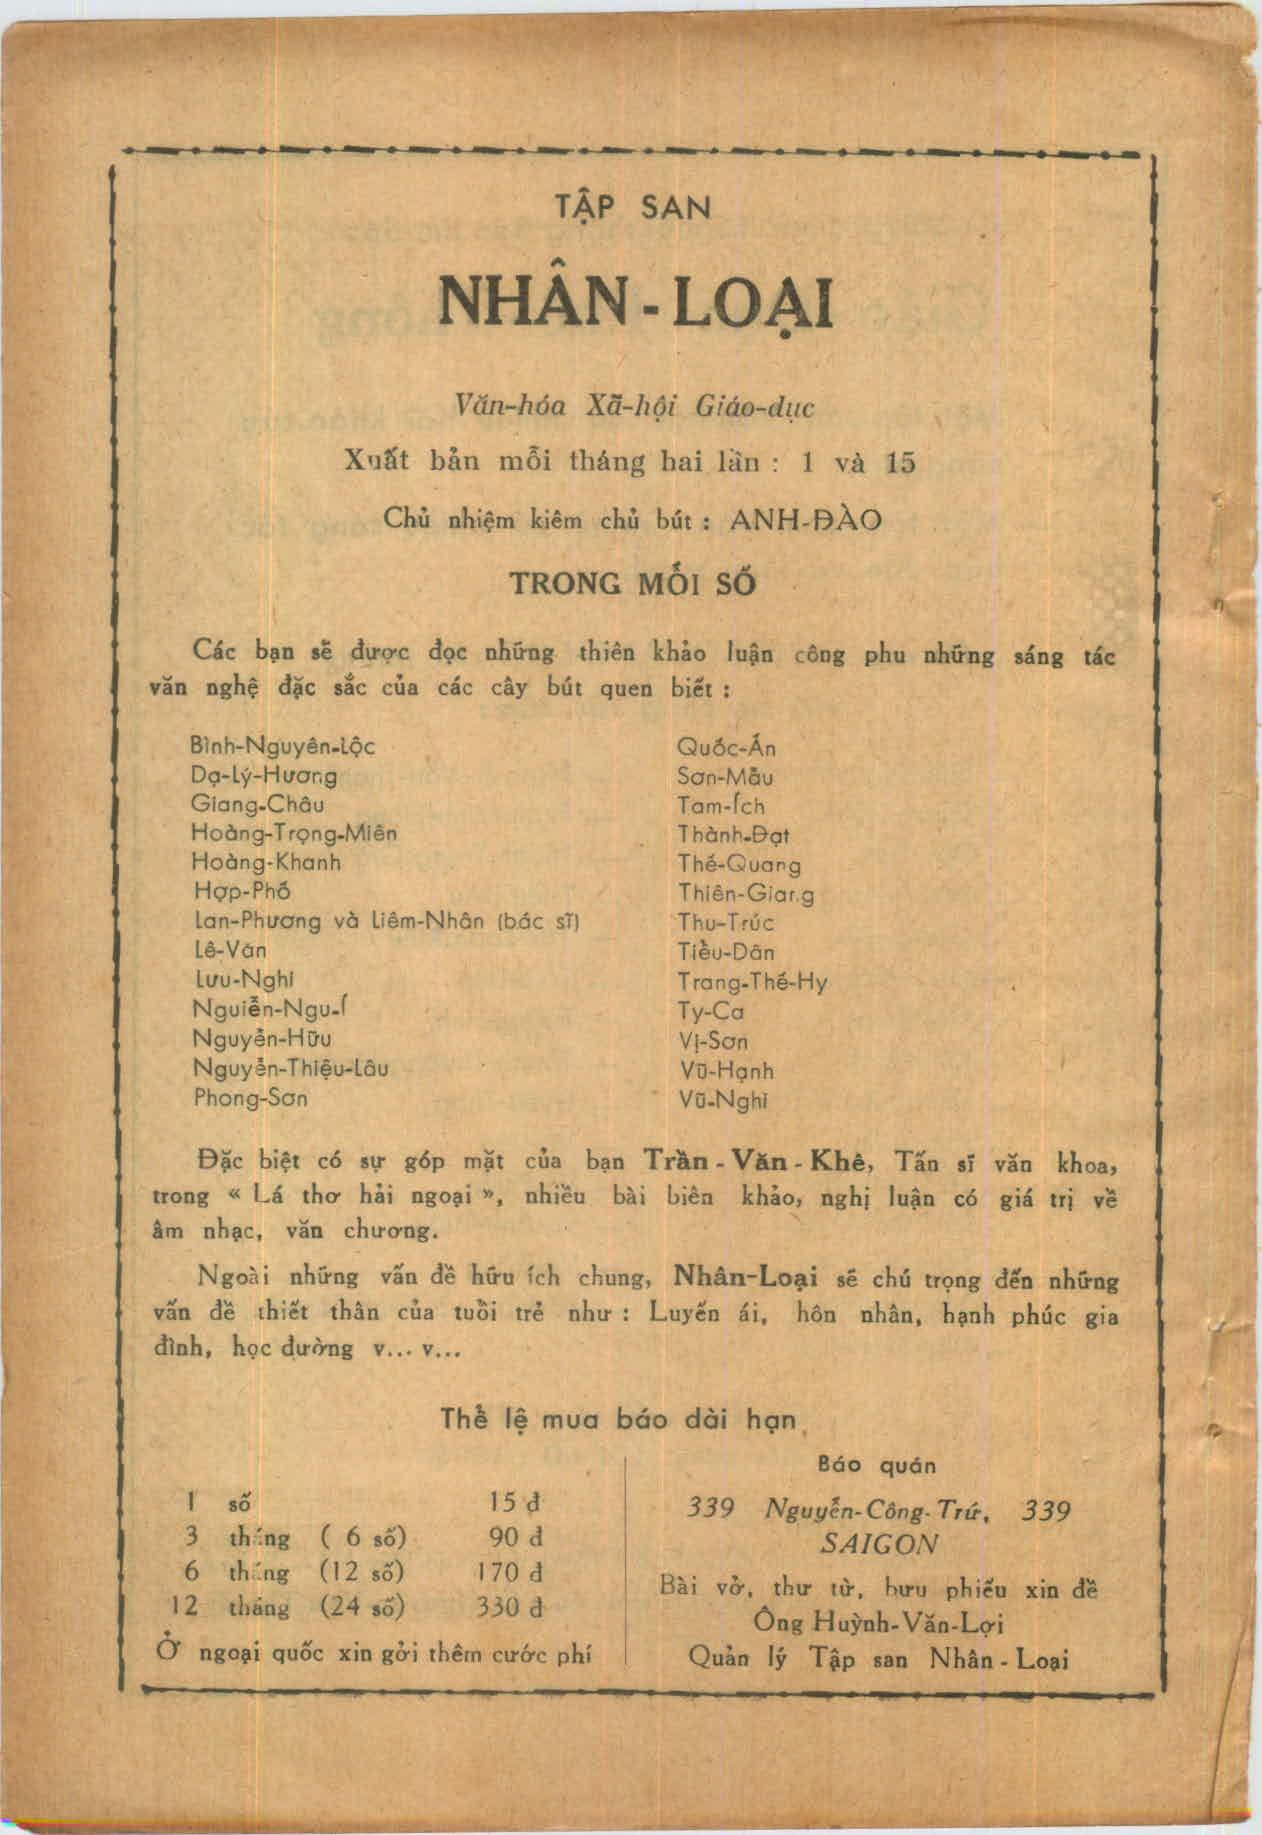 TẬP SAN
NHÂN-LOẠI
Văn-hóa Xã-hội Giáo-dục
Xuất bản mỗi tháng hai lần : 1 và 15
Chủ nhiệm kiêm chủ bút : ANH-ĐÀO
TRONG MỖI SỐ
Các bạn sẽ được đọc những thiên khảo luận công phu những sáng tác
văn nghệ đặc sắc của các cây bút quen biết :
Bình-Nguyên-Lộc
Dạ-Lý-Hương
Giang-Châu
Hoàng-Trọng-Miên
Hoàng-Khanh
Hợp-Phố
Lan-Phương và Liêm-Nhân (bác sĩ)
Lê-Văn
Lưu-Nghi
Nguiễn-Ngu-Í
Nguyễn-Hữu
Nguyễn-Thiệu-Lâu
Phong-Sơn
Quốc-Ấn
Sơn-Mẫu
Tam-Ích
Thành-Đạt
Thế-Quang
Thiên-Giang
Thu-Trúc
Tiểu-Dân
Trang-Thế-Hy
Ty-Ca
Vị-Sơn
Vũ-Hạnh
Vũ-Nghi
Đặc biệt có sự góp mặt của bạn Trần - Văn - Khê, Tấn sĩ văn khoa,
trong « Lá thơ hải ngoại », nhiều bài biên khảo, nghị luận có giá trị về
âm nhạc, văn chương.
Ngoài những vấn đề hữu ích chung, Nhân-Loại sẽ chú trọng đến những
vấn đề thiết thân của tuổi trẻ như : Luyến ái, hôn nhân, hạnh phúc gia
đình, học đường v... v...
Thể lệ mua báo dài hạn
1 số 15 đ
3 tháng ( 6 số) 90 đ
6 tháng (12 số) 170 đ
12 tháng (24 số) 330 đ
Ở ngoại quốc xin gởi thêm cước phí
Báo quán
339 Nguyễn-Công-Trứ, 339
SAIGON
Bài vở, thư từ, bưu phiếu xin đề
Ông Huỳnh-Văn-Lợi
Quản lý Tập san Nhân - Loại